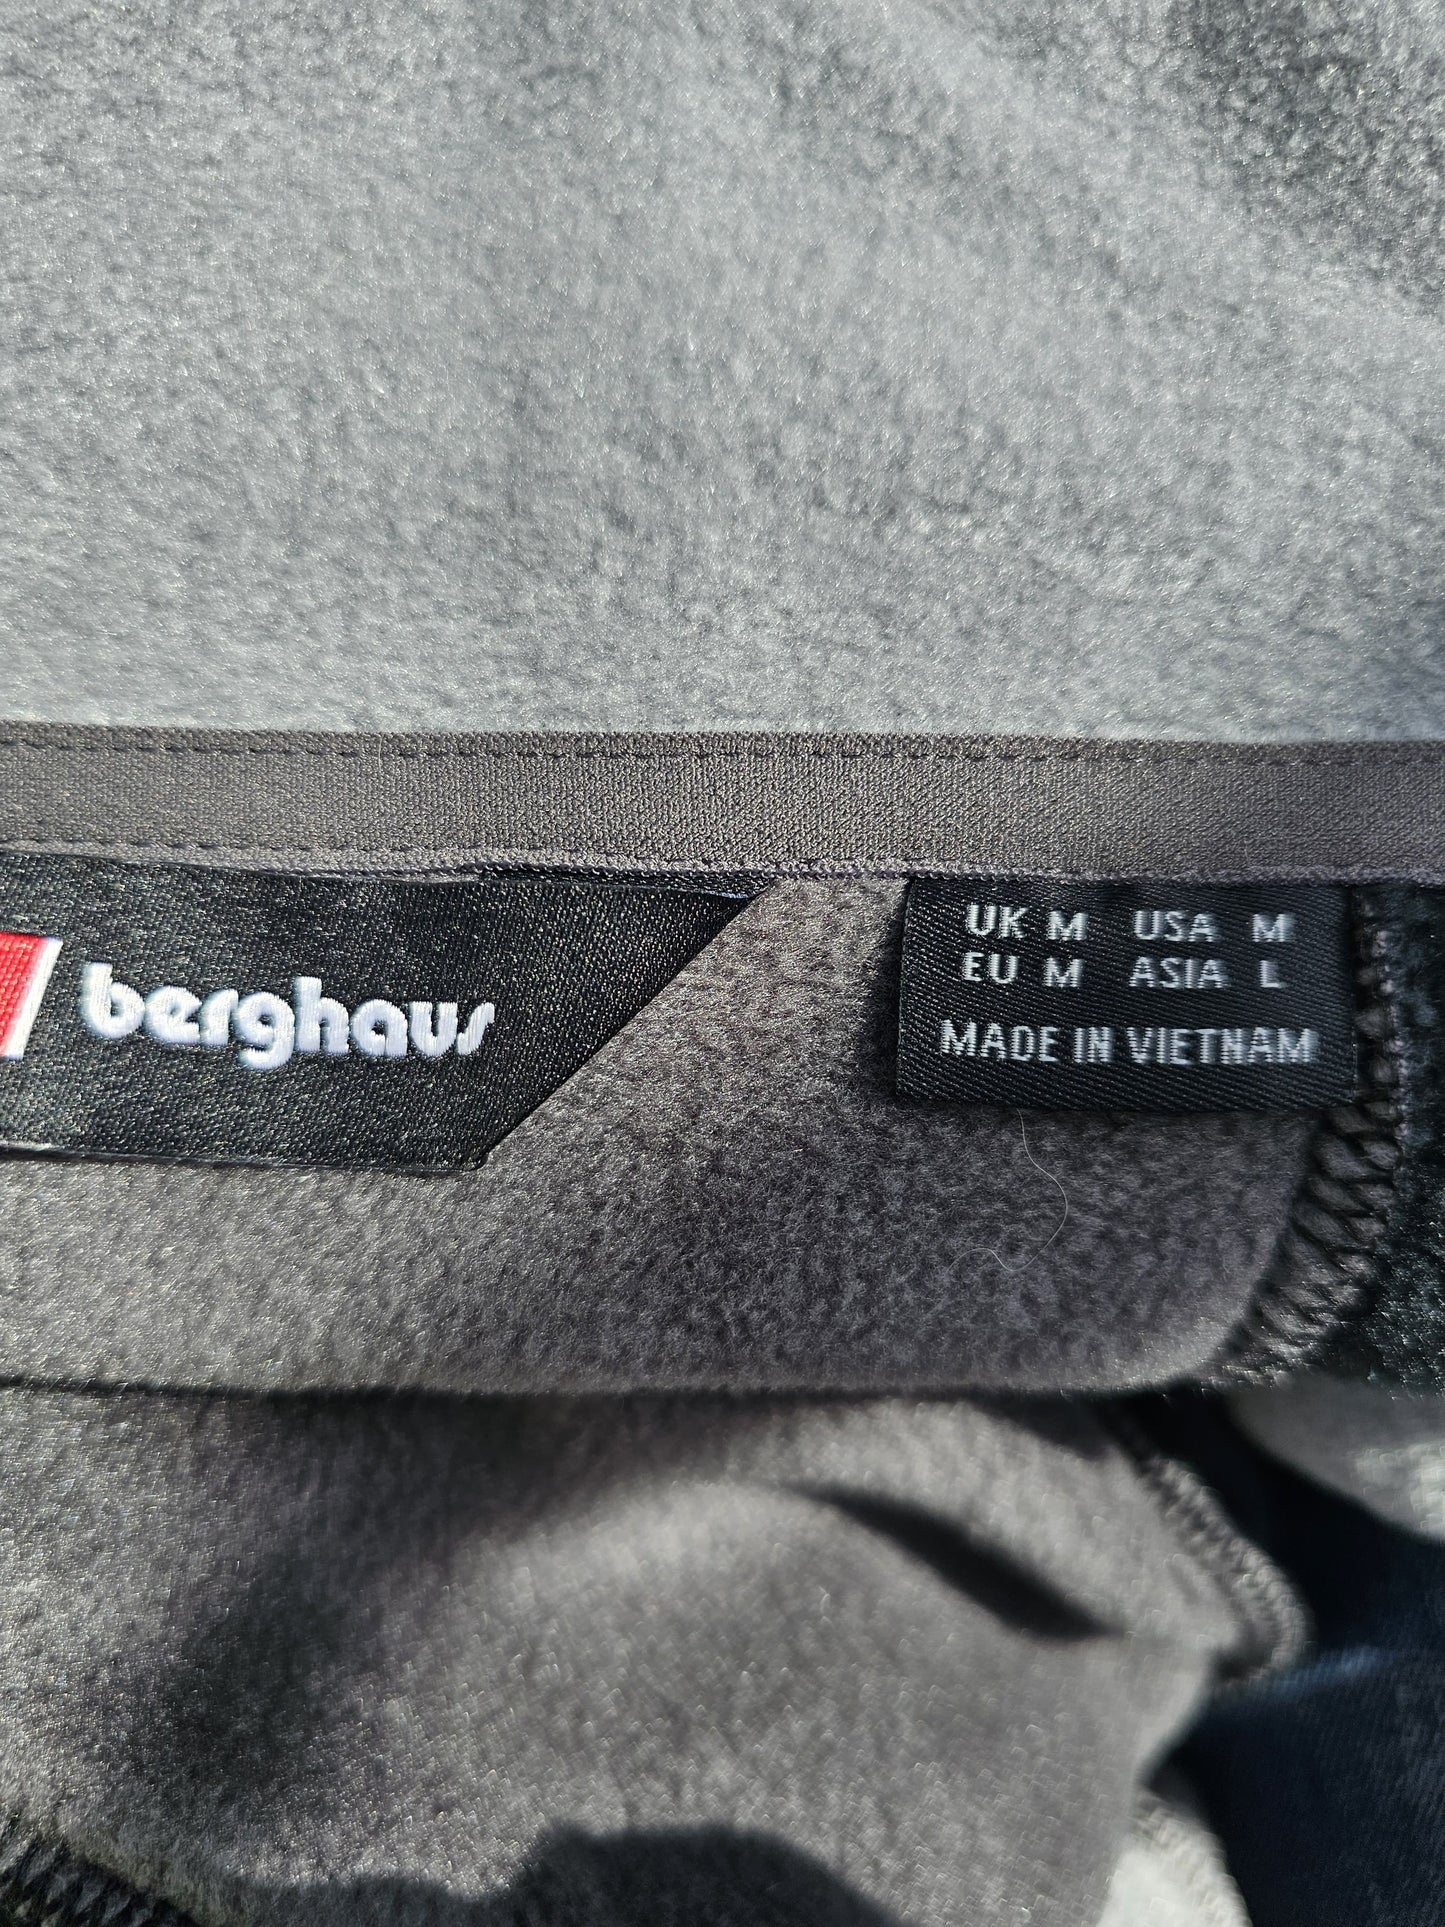 berghaus
UK M USA M
EU M ASIA L
MADE IN VIETNAM